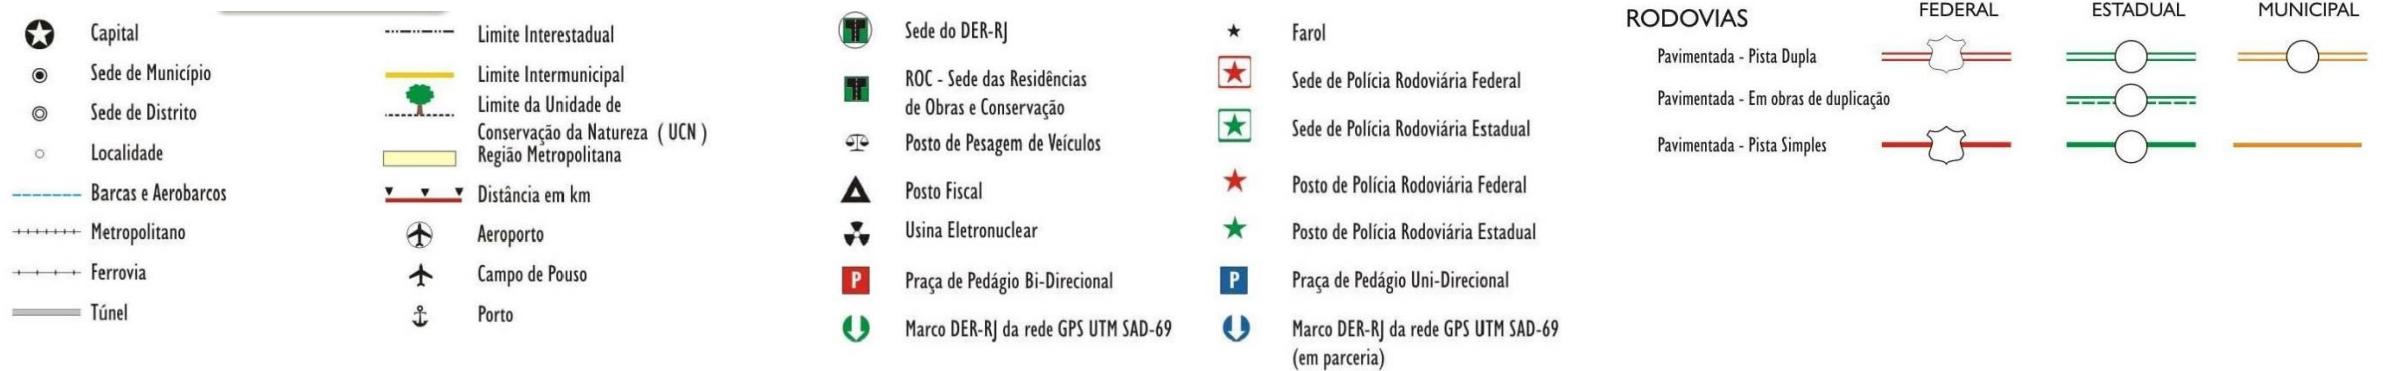 Capital
Sede de Município
Sede de Distrito
Localidade
Barcas e Aerobarcos
Metropolitano
Ferrovia
Túnel
Limite Interestadual
Limite Intermunicipal
Limite da Unidade de
Conservação da Natureza ( UCN )
Região Metropolitana
Distância em km
Aeroporto
Campo de Pouso
Porto
Sede do DER-RJ
ROC - Sede das Residências
de Obras e Conservação
Posto de Pesagem de Veículos
Posto Fiscal
Usina Eletronuclear
P Praça de Pedágio Bi-Direcional
Marco DER-RJ da rede GPS UTM SAD-69
Farol
Sede de Polícia Rodoviária Federal
Sede de Polícia Rodoviária Estadual
Posto de Polícia Rodoviária Federal
Posto de Polícia Rodoviária Estadual
P Praça de Pedágio Uni-Direcional
Marco DER-RJ da rede GPS UTM SAD-69
(em parceria)
RODOVIAS FEDERAL ESTADUAL MUNICIPAL
Pavimentada - Pista Dupla
Pavimentada - Em obras de duplicação
Pavimentada - Pista Simples